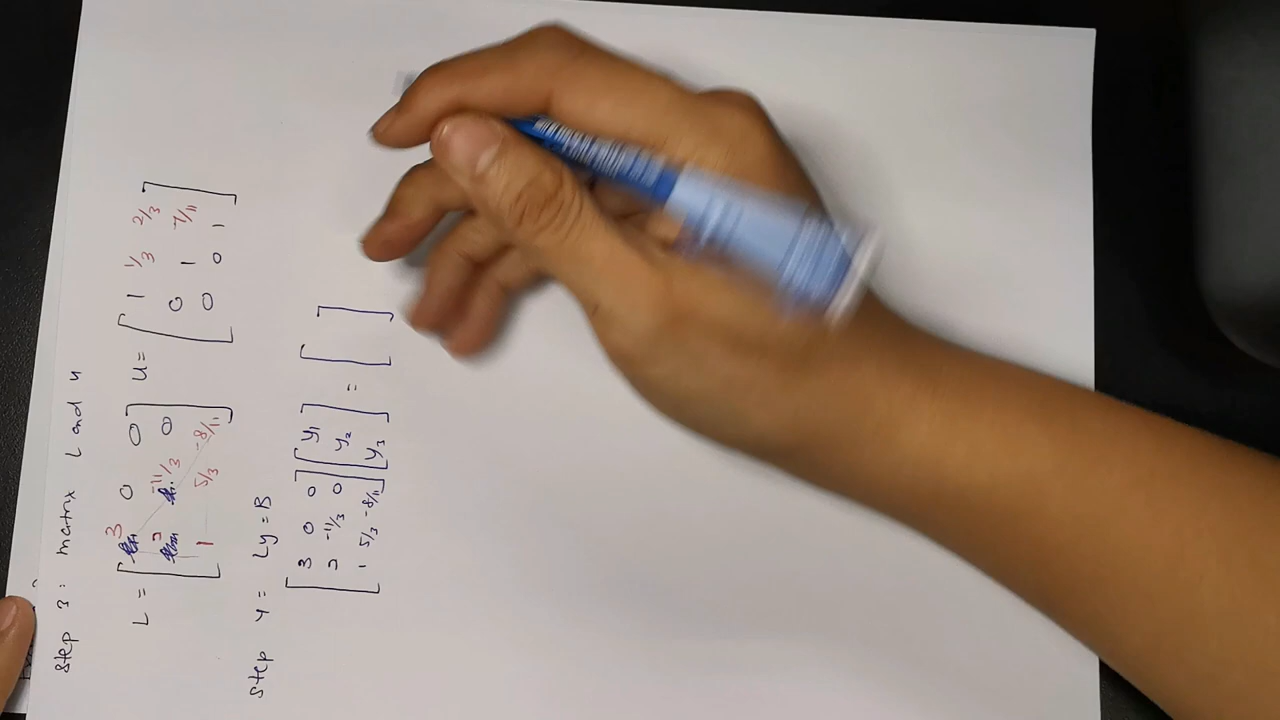 Step 3: matrix L and U
L = [ 3 0 0 ] U = [ 1 1/3 2/3 ]
[ 2 -11/3 0 ] [ 0 1 -7/11 ]
[ 1 5/3 -8/11 ] [ 0 0 1 ]
Step 4 = Ly = B
[ 3 0 0 ] [ y1 ] = [ ]
[ 2 -11/3 0 ] [ y2 ]
[ 1 5/3 -8/11 ] [ y3 ]